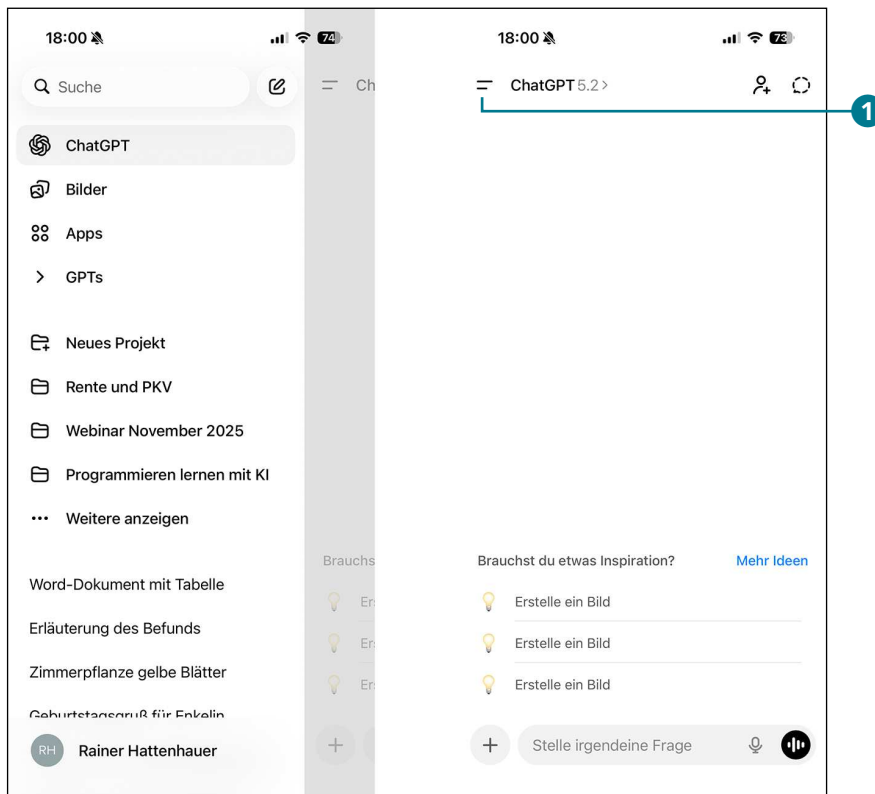 18:00
74
Suche
Ch
ChatGPT
Bilder
Apps
GPTs
Neues Projekt
Rente und PKV
Webinar November 2025
Programmieren lernen mit KI
Weitere anzeigen
Word-Dokument mit Tabelle
Erläuterung des Befunds
Zimmerpflanze gelbe Blätter
Geburtstagsgruß für Enkelin
RH Rainer Hattenhauer
Brauchs
Er
Er
Er
18:00
73
ChatGPT 5.2 >
1
Brauchst du etwas Inspiration? Mehr Ideen
Erstelle ein Bild
Erstelle ein Bild
Erstelle ein Bild
Stelle irgendeine Frage